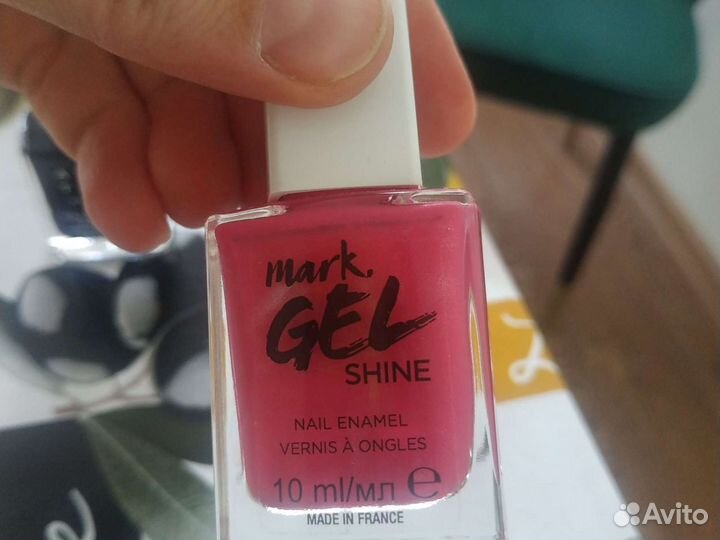 mark.
GEL
SHINE
NAIL ENAMEL
VERNIS À ONGLES
10 ml/мл ℮
MADE IN FRANCE
Avito